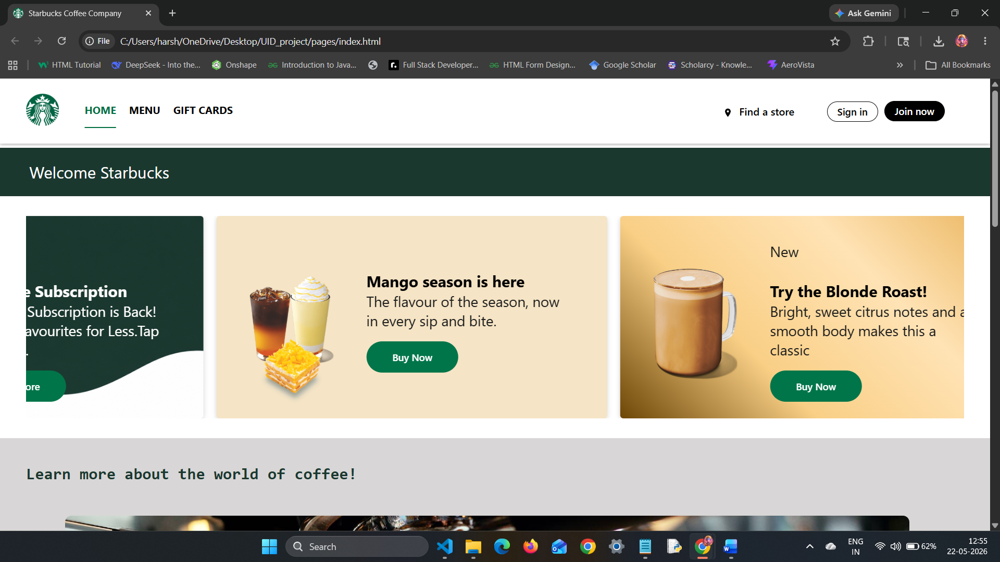 Starbucks Coffee Company
Ask Gemini
File
C:/Users/harsh/OneDrive/Desktop/UID_project/pages/index.html
HTML Tutorial
DeepSeek - Into the...
Onshape
Introduction to Java...
Full Stack Developer...
HTML Form Design...
Google Scholar
Scholarcy - Knowle...
AeroVista
All Bookmarks
HOME
MENU
GIFT CARDS
Find a store
Sign in
Join now
Welcome Starbucks
e Subscription
Subscription is Back!
avourites for Less.Tap
.
ore
Mango season is here
The flavour of the season, now
in every sip and bite.
Buy Now
New
Try the Blonde Roast!
Bright, sweet citrus notes and a
smooth body makes this a
classic
Buy Now
Learn more about the world of coffee!
Search
ENG
IN
62%
12:55
22-05-2026